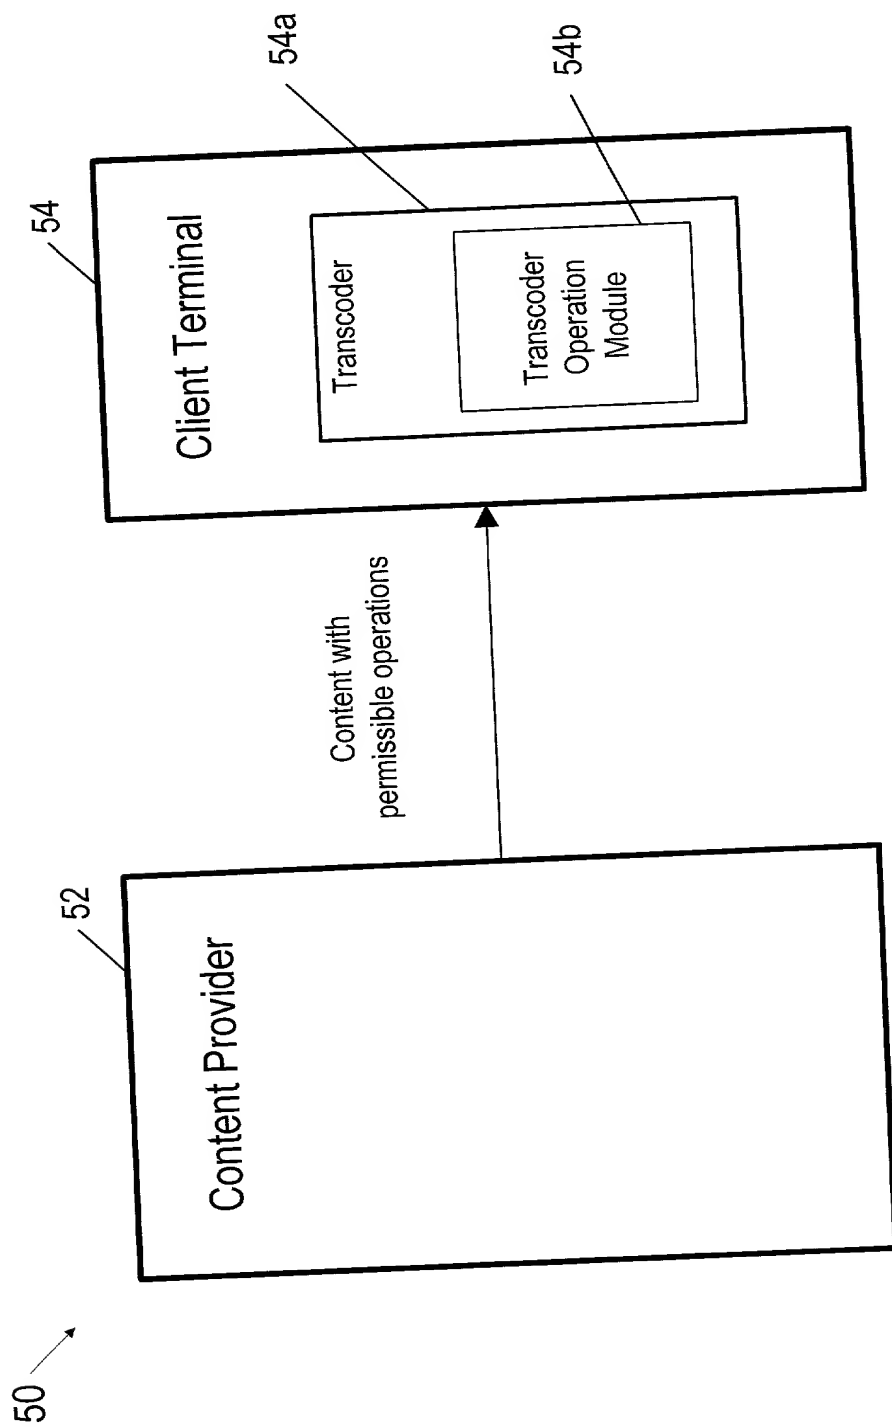 50
52
Content Provider
Content with
permissible operations
54
Client Terminal
54a
Transcoder
54b
Transcoder
Operation
Module